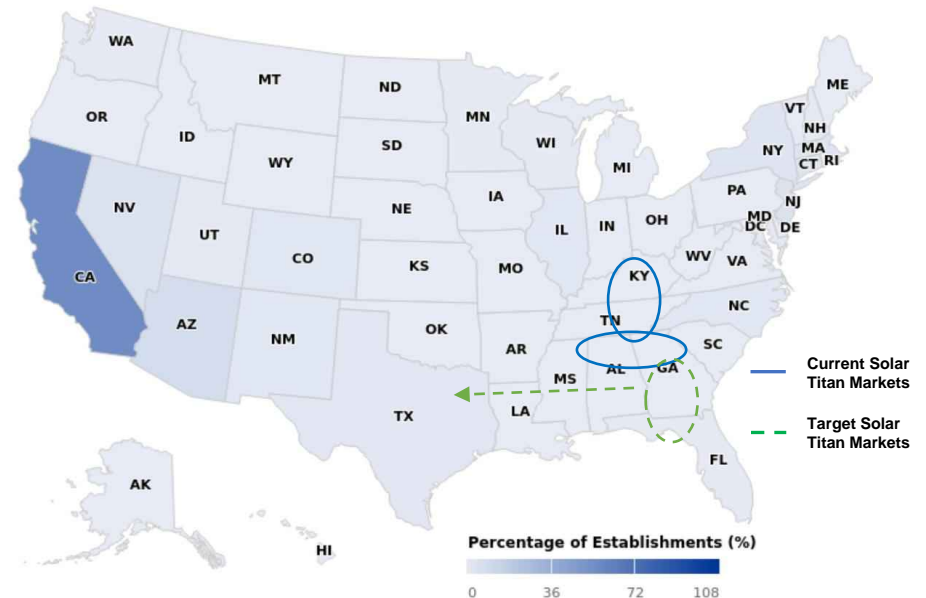 WA
MT
ND
MN
ME
VT
NH
OR
ID
SD
WI
NY
MA
CT
RI
WY
MI
IA
PA
NJ
NE
NV
OH
IL
IN
MD
DC
DE
UT
CO
KS
MO
WV
VA
KY
CA
NC
AZ
TN
OK
NM
AR
SC
AL
GA
MS
TX
LA
FL
Current Solar
Titan Markets
Target Solar
Titan Markets
AK
HI
Percentage of Establishments (%)
0 36 72 108